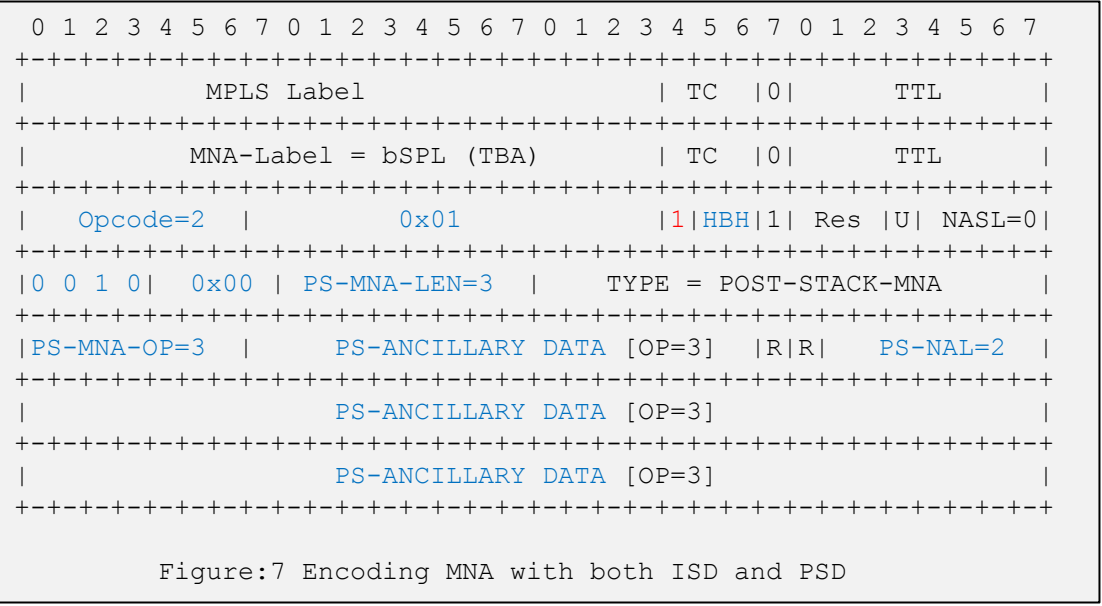 0 1 2 3 4 5 6 7 0 1 2 3 4 5 6 7 0 1 2 3 4 5 6 7 0 1 2 3 4 5 6 7
+-+-+-+-+-+-+-+-+-+-+-+-+-+-+-+-+-+-+-+-+-+-+-+-+-+-+-+-+-+-+-+-+
|           MPLS Label                  | TC  |0|     TTL       |
+-+-+-+-+-+-+-+-+-+-+-+-+-+-+-+-+-+-+-+-+-+-+-+-+-+-+-+-+-+-+-+-+
|          MNA-Label = bSPL (TBA)       | TC  |0|     TTL       |
+-+-+-+-+-+-+-+-+-+-+-+-+-+-+-+-+-+-+-+-+-+-+-+-+-+-+-+-+-+-+-+-+
|   Opcode=2  |         0x01            |1|HBH|1| Res |U| NASL=0|
+-+-+-+-+-+-+-+-+-+-+-+-+-+-+-+-+-+-+-+-+-+-+-+-+-+-+-+-+-+-+-+-+
|0 0 1 0|  0x00 | PS-MNA-LEN=3  |    TYPE = POST-STACK-MNA      |
+-+-+-+-+-+-+-+-+-+-+-+-+-+-+-+-+-+-+-+-+-+-+-+-+-+-+-+-+-+-+-+-+
|PS-MNA-OP=3  |     PS-ANCILLARY DATA [OP=3]  |R|R|   PS-NAL=2  |
+-+-+-+-+-+-+-+-+-+-+-+-+-+-+-+-+-+-+-+-+-+-+-+-+-+-+-+-+-+-+-+-+
|                   PS-ANCILLARY DATA [OP=3]                    |
+-+-+-+-+-+-+-+-+-+-+-+-+-+-+-+-+-+-+-+-+-+-+-+-+-+-+-+-+-+-+-+-+
|                   PS-ANCILLARY DATA [OP=3]                    |
+-+-+-+-+-+-+-+-+-+-+-+-+-+-+-+-+-+-+-+-+-+-+-+-+-+-+-+-+-+-+-+-+
Figure:7 Encoding MNA with both ISD and PSD